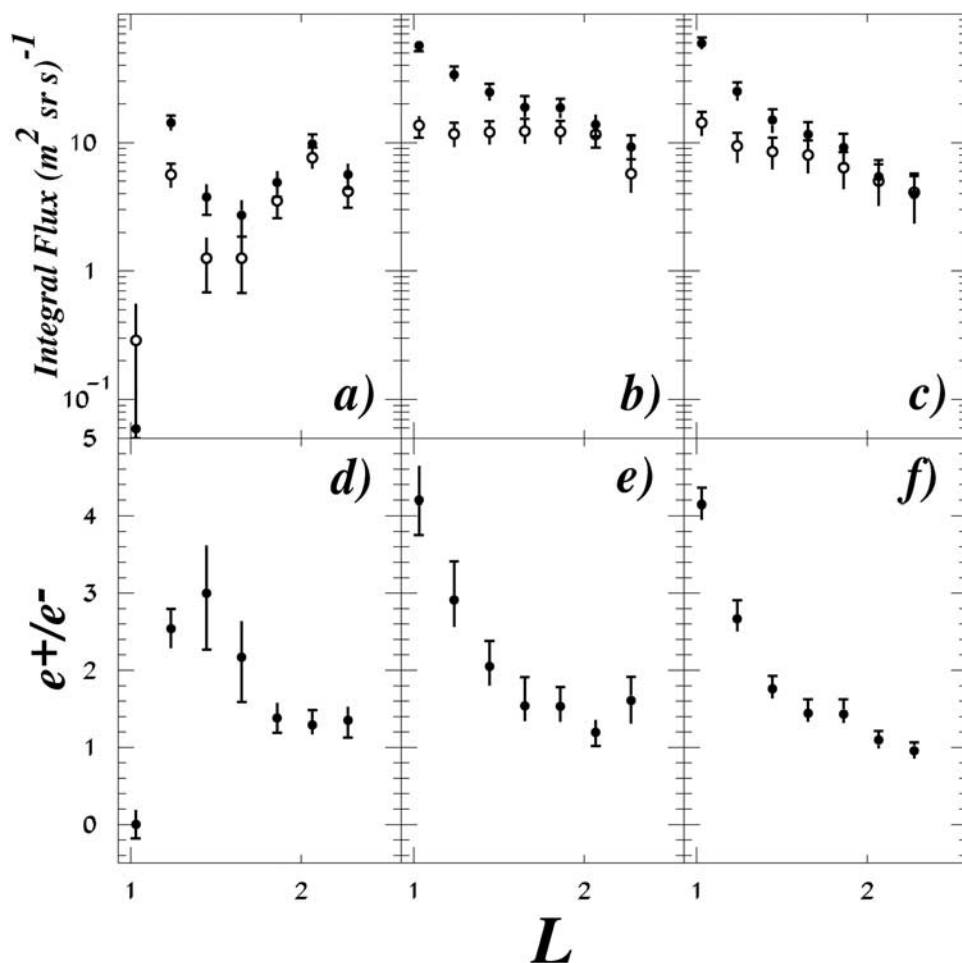 Integral Flux (m² sr s)⁻¹
10
1
10⁻¹
a)
b)
c)
5
4
3
2
1
0
e+/e-
d)
e)
f)
1 2 1 2 1 2
L